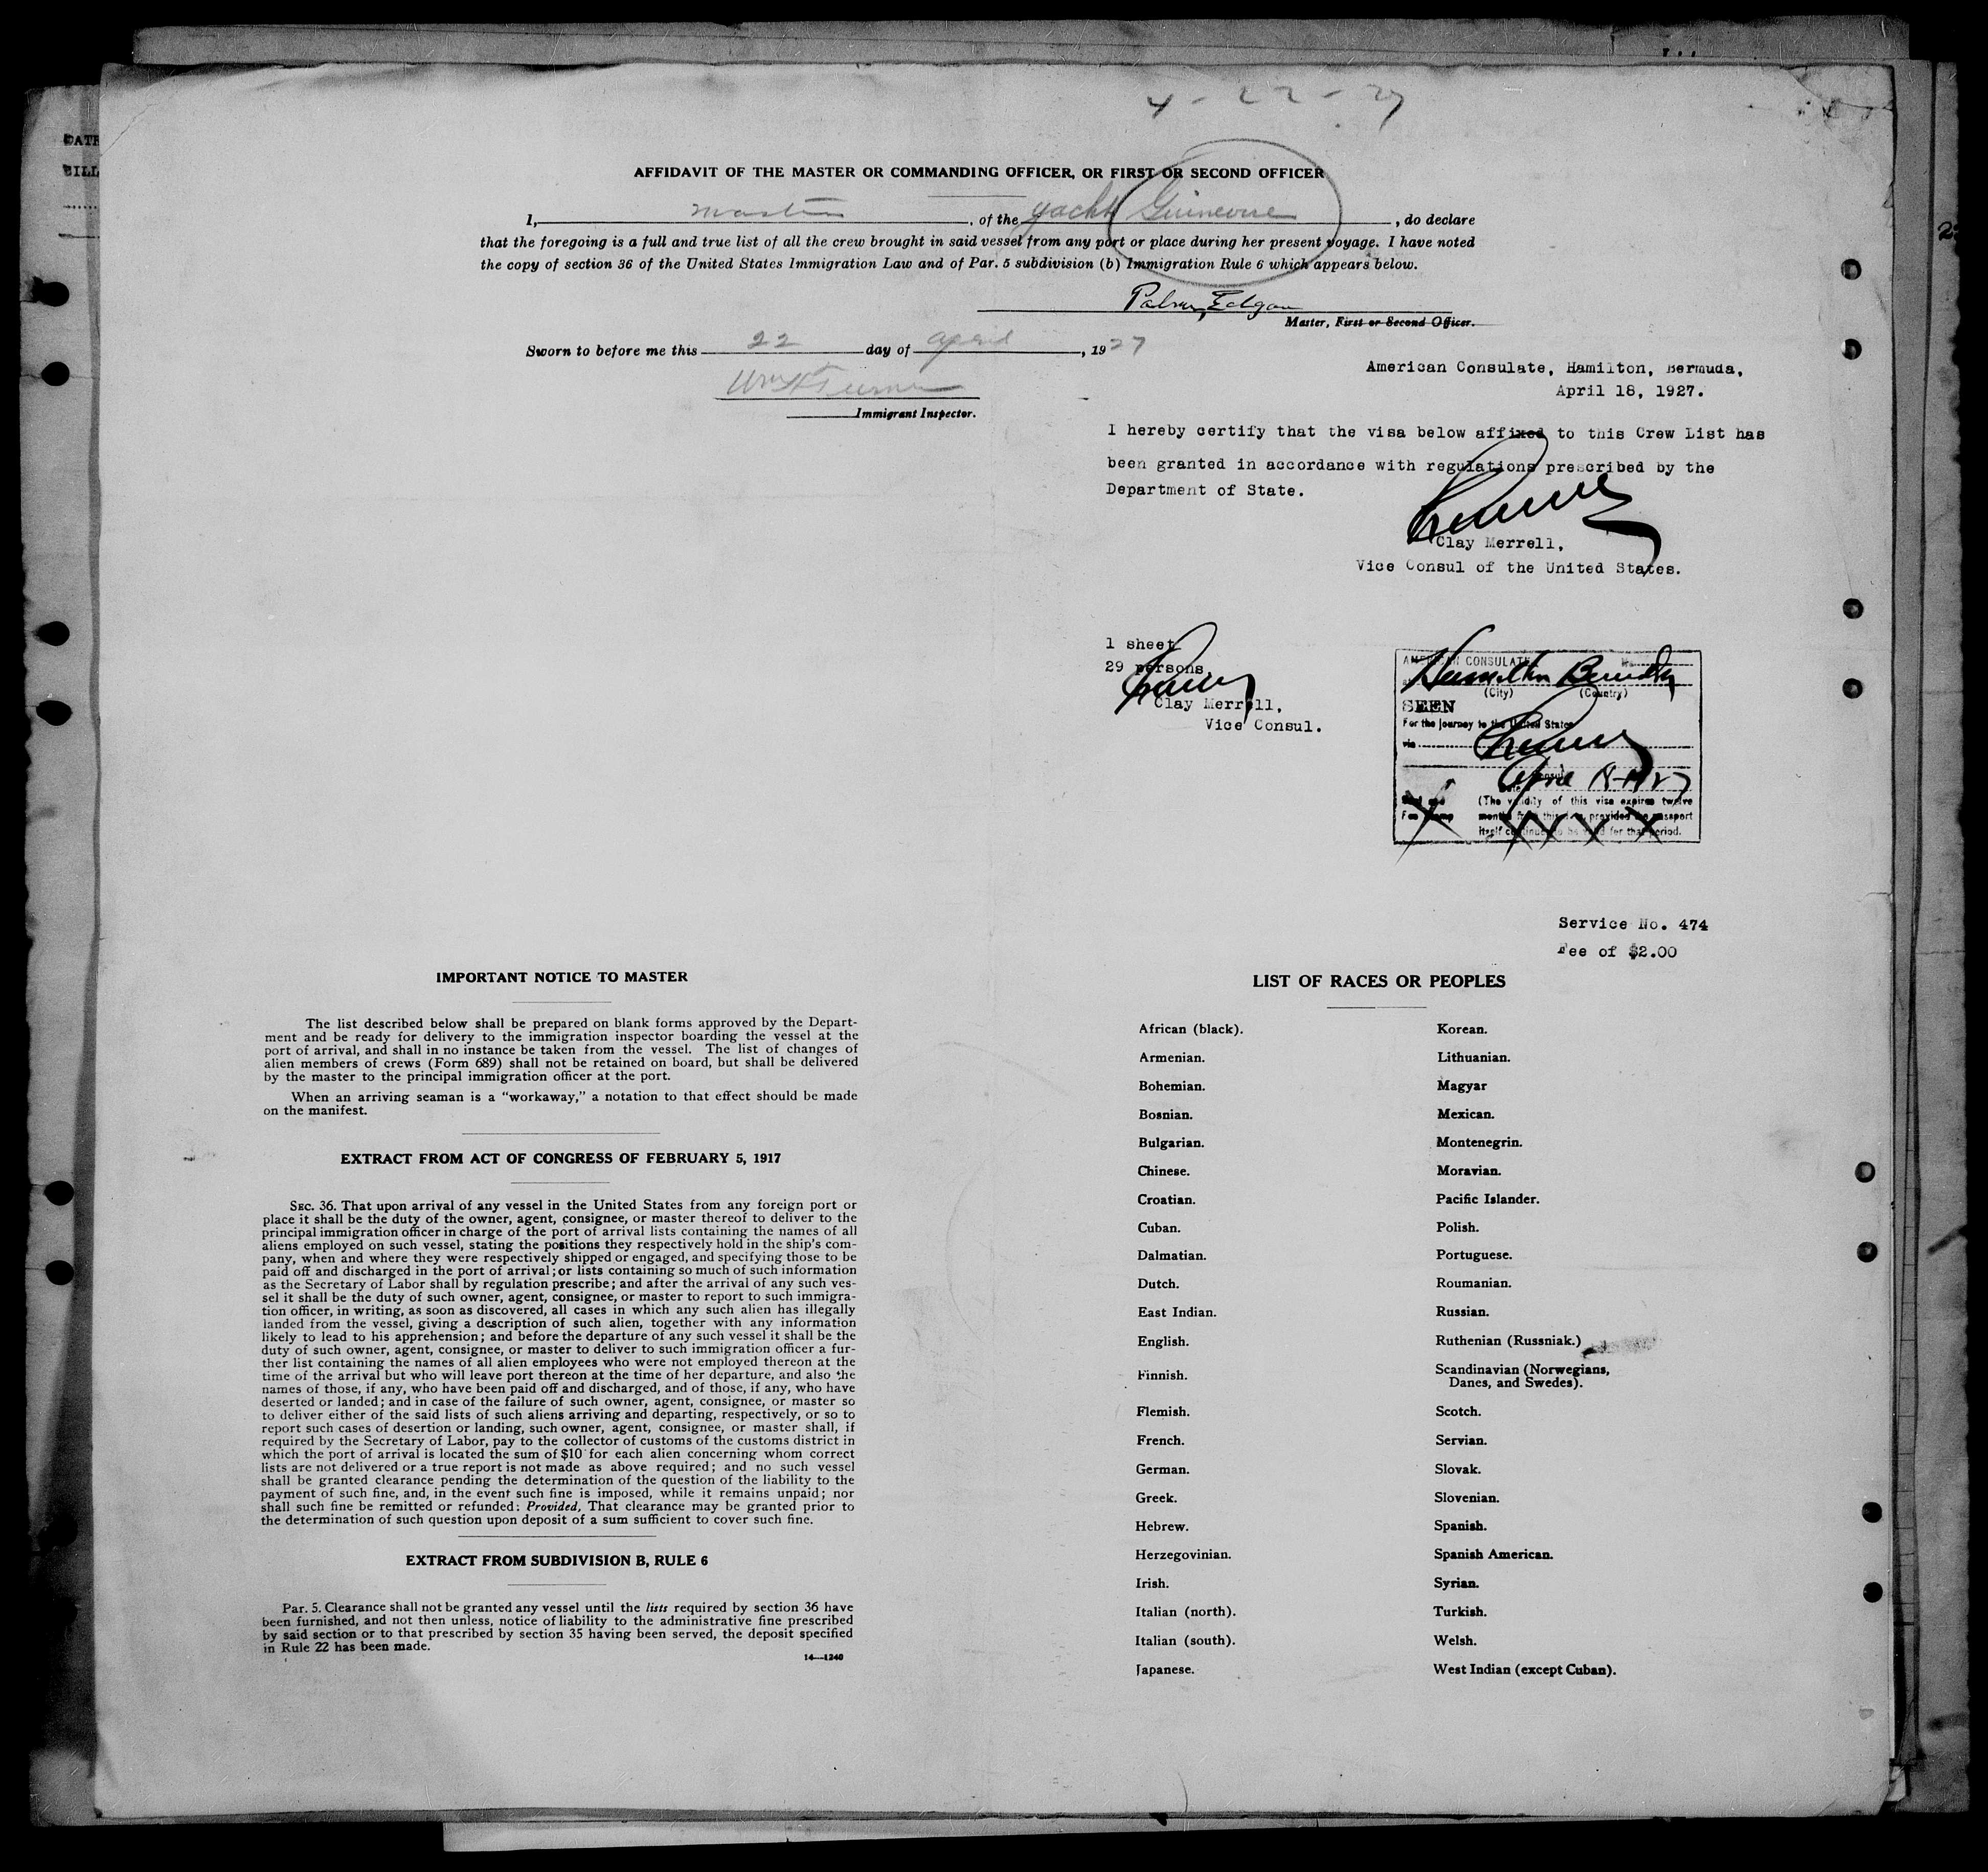 4-22-27
AFFIDAVIT OF THE MASTER OR COMMANDING OFFICER, OR FIRST OR SECOND OFFICER
I, master, of the yacht Guinevere, do declare
that the foregoing is a full and true list of all the crew brought in said vessel from any port or place during her present voyage. I have noted
the copy of section 36 of the United States Immigration Law and of Par. 5 subdivision (b) Immigration Rule 6 which appears below.
Palmer, Edgar
Master, First or Second Officer.
Sworn to before me this 22 day of April, 1927
Immigrant Inspector.
American Consulate, Hamilton, Bermuda,
April 18, 1927.
I hereby certify that the visa below affixed to this Crew List has
been granted in accordance with regulations prescribed by the
Department of State.
Clay Merrell,
Vice Consul of the United States.
1 sheet
29 persons
Clay Merrell,
Vice Consul.
AMERICAN CONSULATE
Hamilton Bermuda
(City) (Country)
SEEN
For the journey to the United States
via
April 18-1927
(The validity of this visa expires twelve
months from this date provided the passport
itself continues to be valid for that period.
Service No. 474
Fee of $2.00
IMPORTANT NOTICE TO MASTER
The list described below shall be prepared on blank forms approved by the Depart-
ment and be ready for delivery to the immigration inspector boarding the vessel at the
port of arrival, and shall in no instance be taken from the vessel. The list of changes of
alien members of crews (Form 689) shall not be retained on board, but shall be delivered
by the master to the principal immigration officer at the port.
When an arriving seaman is a "workaway," a notation to that effect should be made
on the manifest.
EXTRACT FROM ACT OF CONGRESS OF FEBRUARY 5, 1917
SEC. 36. That upon arrival of any vessel in the United States from any foreign port or
place it shall be the duty of the owner, agent, consignee, or master thereof to deliver to the
principal immigration officer in charge of the port of arrival lists containing the names of all
aliens employed on such vessel, stating the positions they respectively hold in the ship's com-
pany, when and where they were respectively shipped or engaged, and specifying those to be
paid off and discharged in the port of arrival; or lists containing so much of such information
as the Secretary of Labor shall by regulation prescribe; and after the arrival of any such ves-
sel it shall be the duty of such owner, agent, consignee, or master to report to such immigra-
tion officer, in writing, as soon as discovered, all cases in which any such alien has illegally
landed from the vessel, giving a description of such alien, together with any information
likely to lead to his apprehension; and before the departure of any such vessel it shall be the
duty of such owner, agent, consignee, or master to deliver to such immigration officer a fur-
ther list containing the names of all alien employees who were not employed thereon at the
time of the arrival but who will leave port thereon at the time of her departure, and also the
names of those, if any, who have been paid off and discharged, and of those, if any, who have
deserted or landed; and in case of the failure of such owner, agent, consignee, or master so
to deliver either of the said lists of such aliens arriving and departing, respectively, or so to
report such cases of desertion or landing, such owner, agent, consignee, or master shall, if
required by the Secretary of Labor, pay to the collector of customs of the customs district in
which the port of arrival is located the sum of $10 for each alien concerning whom correct
lists are not delivered or a true report is not made as above required; and no such vessel
shall be granted clearance pending the determination of the question of the liability to the
payment of such fine, and, in the event such fine is imposed, while it remains unpaid; nor
shall such fine be remitted or refunded: Provided, That clearance may be granted prior to
the determination of such question upon deposit of a sum sufficient to cover such fine.
EXTRACT FROM SUBDIVISION B, RULE 6
Par. 5. Clearance shall not be granted any vessel until the lists required by section 36 have
been furnished, and not then unless, notice of liability to the administrative fine prescribed
by said section or to that prescribed by section 35 having been served, the deposit specified
in Rule 22 has been made.
14—1240
LIST OF RACES OR PEOPLES
African (black).
Armenian.
Bohemian.
Bosnian.
Bulgarian.
Chinese.
Croatian.
Cuban.
Dalmatian.
Dutch.
East Indian.
English.
Finnish.
Flemish.
French.
German.
Greek.
Hebrew.
Herzegovinian.
Irish.
Italian (north).
Italian (south).
Japanese.
Korean.
Lithuanian.
Magyar
Mexican.
Montenegrin.
Moravian.
Pacific Islander.
Polish.
Portuguese.
Roumanian.
Russian.
Ruthenian (Russniak.)
Scandinavian (Norwegians,
Danes, and Swedes).
Scotch.
Servian.
Slovak.
Slovenian.
Spanish.
Spanish American.
Syrian.
Turkish.
Welsh.
West Indian (except Cuban).